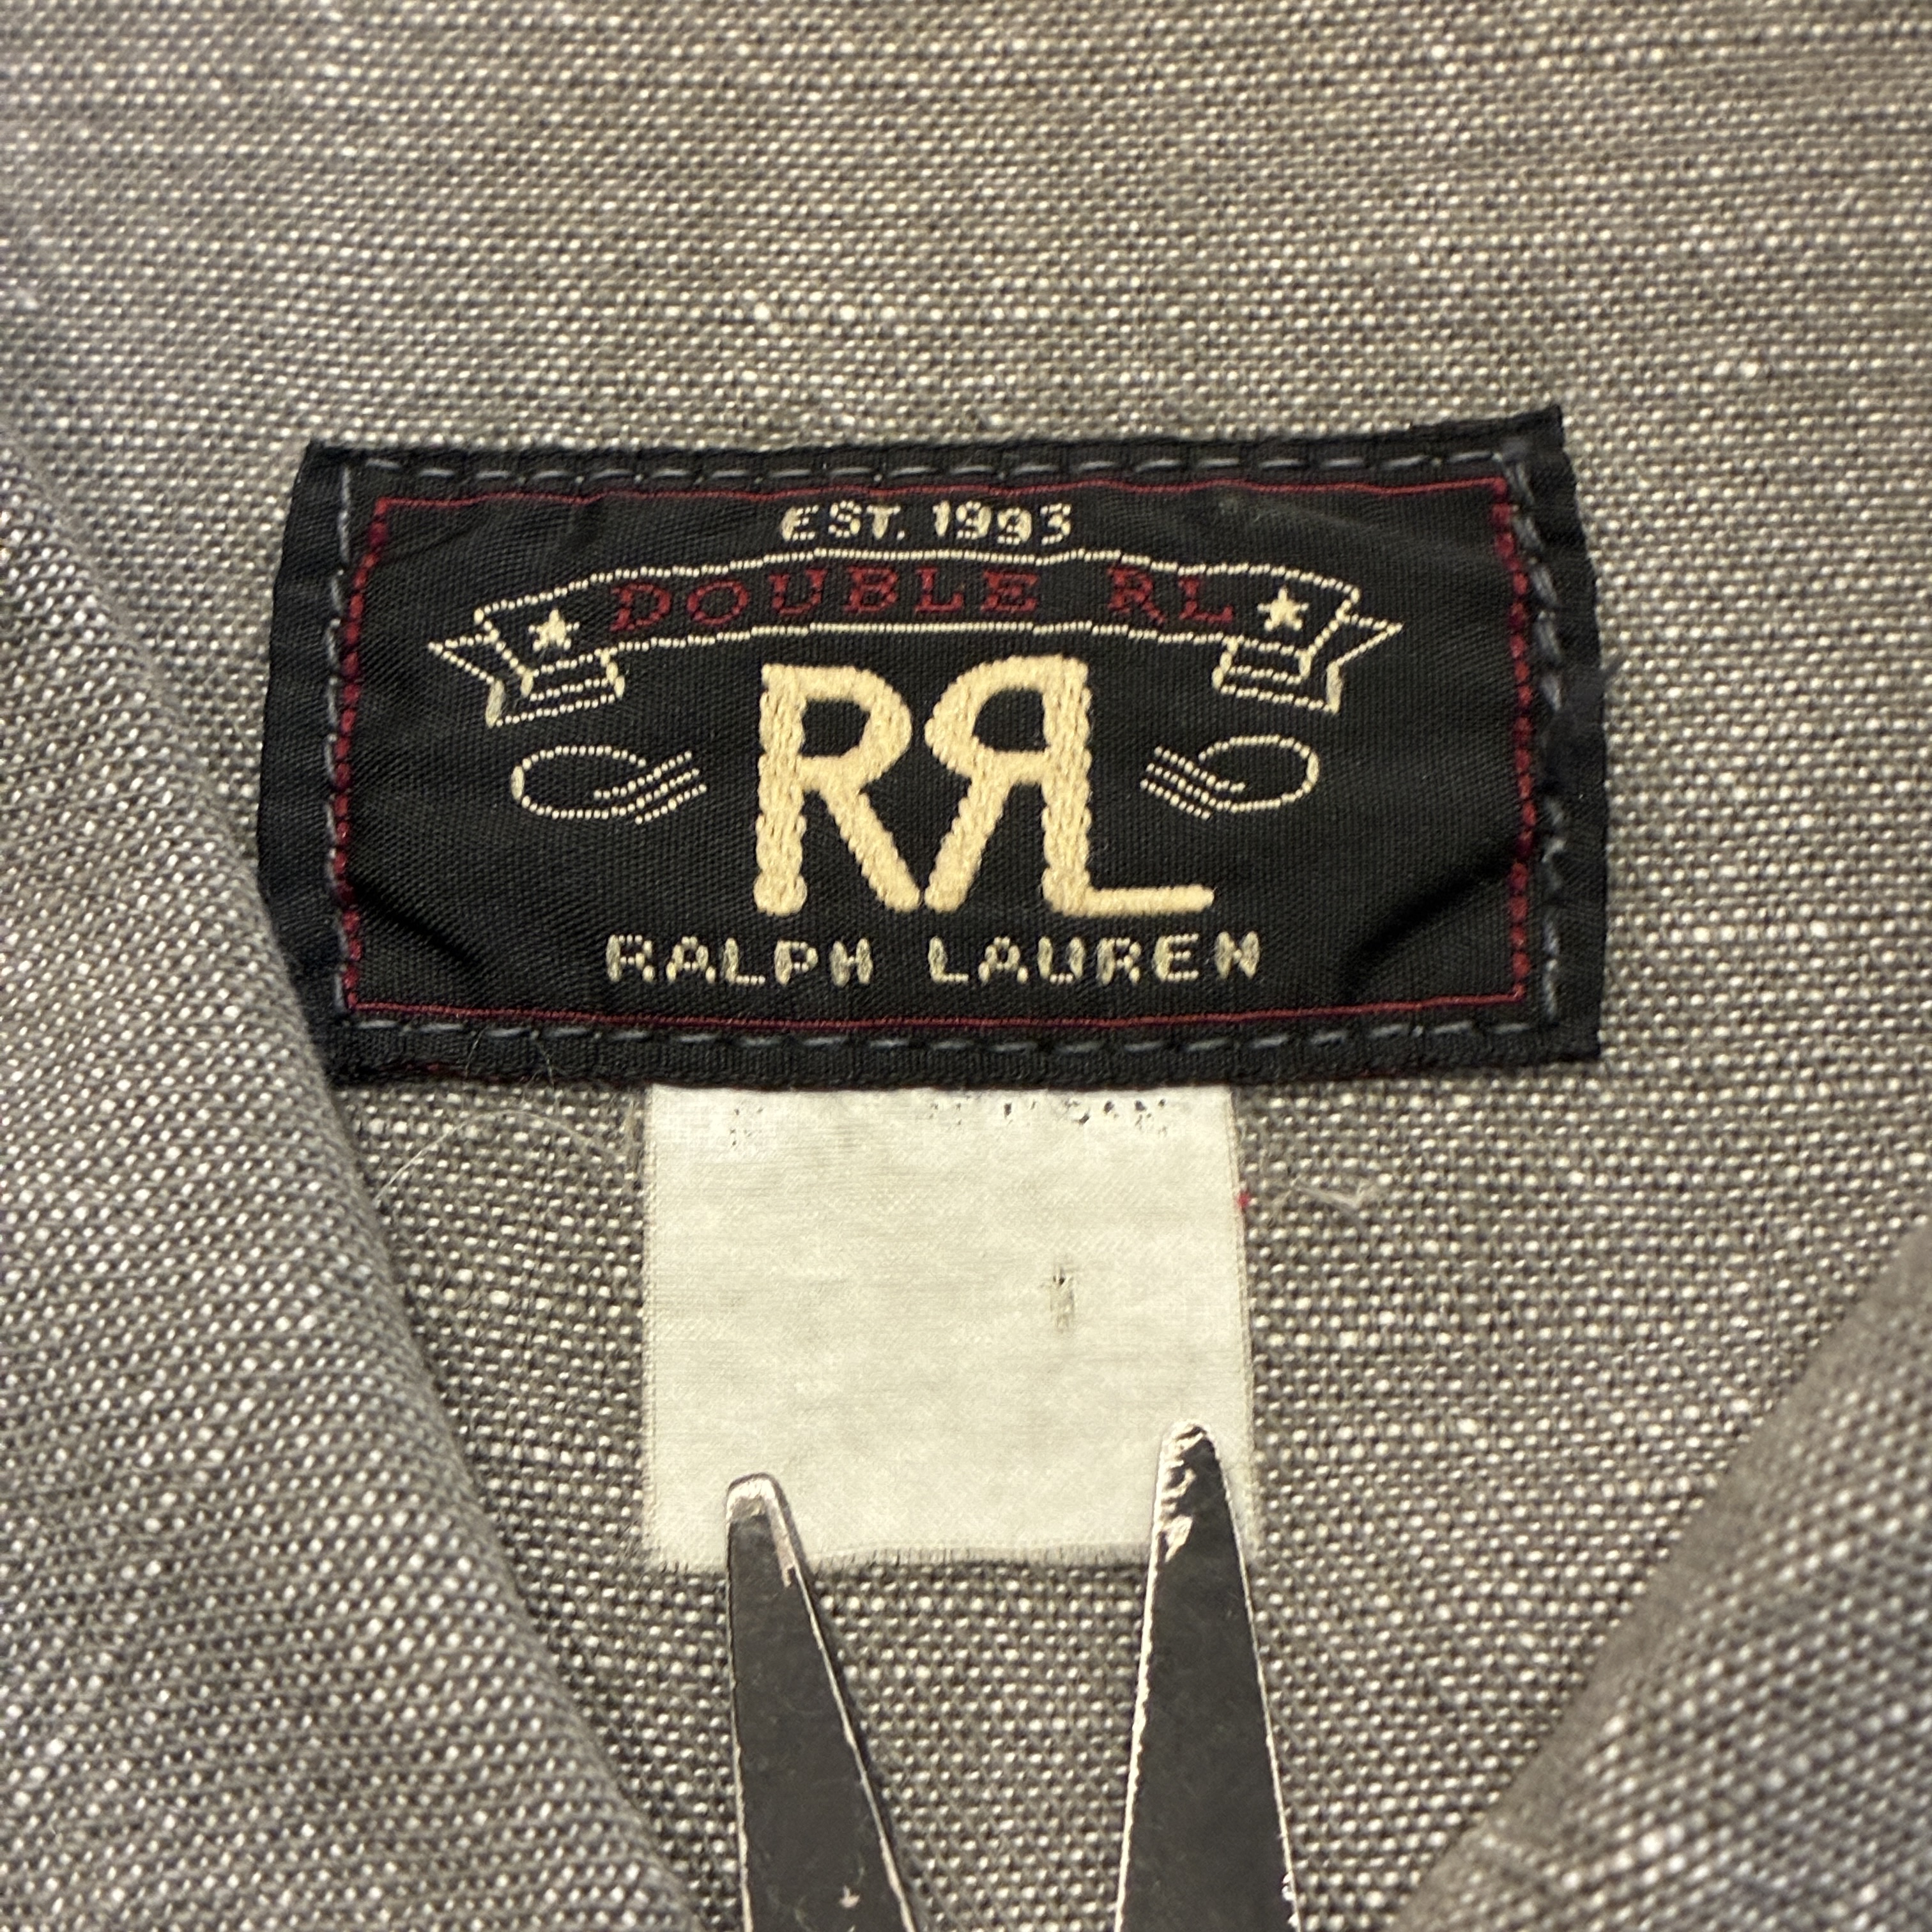 EST. 1993
DOUBLE RL
RRL
RALPH LAUREN